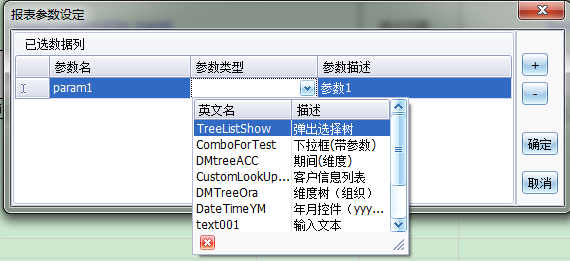 报表参数设定
已选数据列
参数名 参数类型 参数描述
param1 参数1
英文名 描述
TreeListShow 弹出选择树
ComboForTest 下拉框(带参数)
DMtreeACC 期间(维度)
CustomLookUp... 客户信息列表
DMTreeOra 维度树（组织）
DateTimeYM 年月控件（yyy...
text001 输入文本
+
-
确定
取消